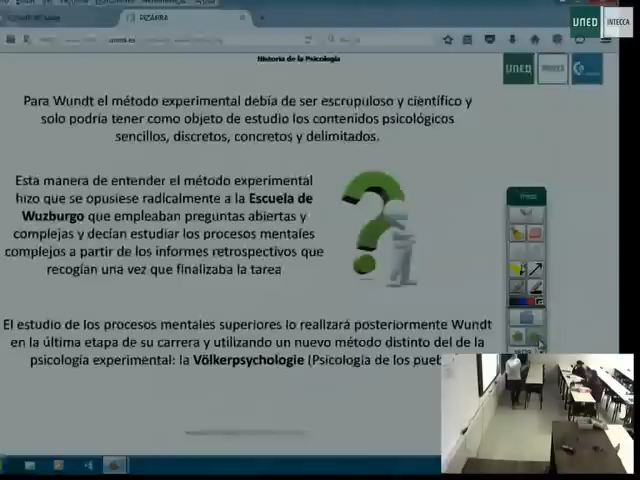 UNED
INTECCA
PIZARRA
Historia de la Psicología
UNED
Para Wundt el método experimental debía de ser escrupuloso y científico y
solo podría tener como objeto de estudio los contenidos psicológicos
sencillos, discretos, concretos y delimitados.
Esta manera de entender el método experimental
hizo que se opusiese radicalmente a la Escuela de
Wuzburgo que empleaban preguntas abiertas y
complejas y decían estudiar los procesos mentales
complejos a partir de los informes retrospectivos que
recogían una vez que finalizaba la tarea
El estudio de los procesos mentales superiores lo realizará posteriormente Wundt
en la última etapa de su carrera y utilizando un nuevo método distinto del de la
psicología experimental: la Völkerpsychologie (Psicología de los